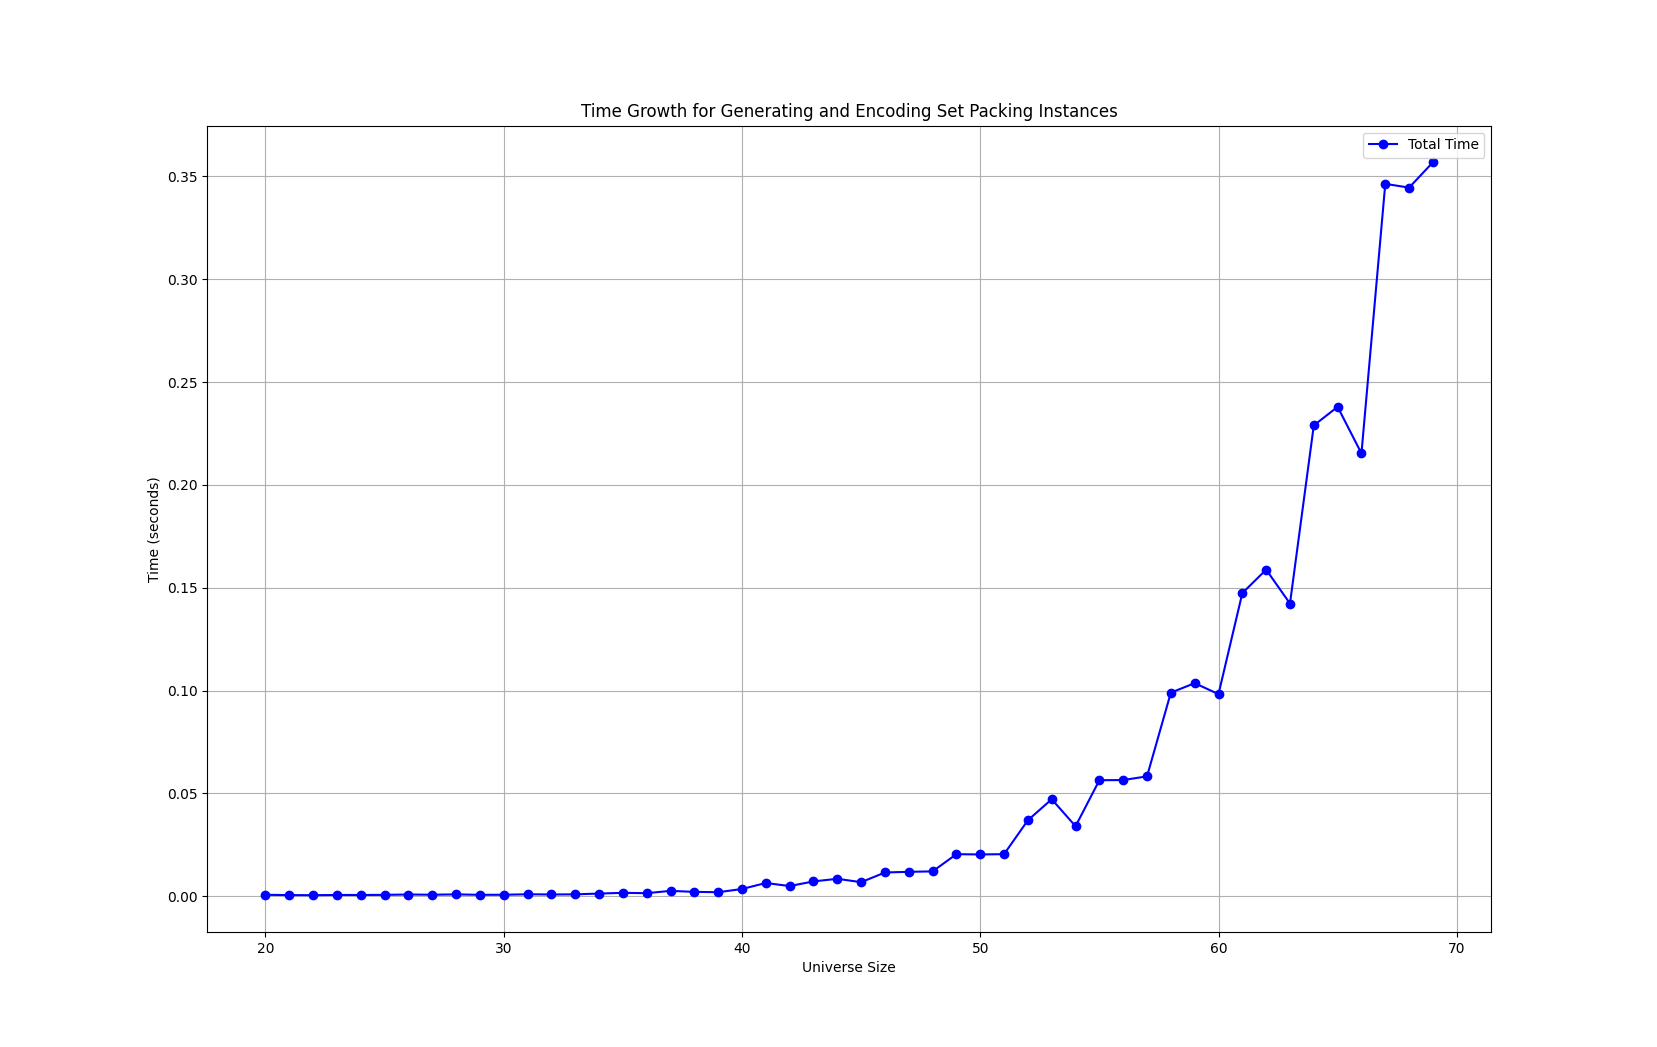 Time Growth for Generating and Encoding Set Packing Instances
Total Time
0.35
0.30
0.25
0.20
0.15
0.10
0.05
0.00
Time (seconds)
20 30 40 50 60 70
Universe Size